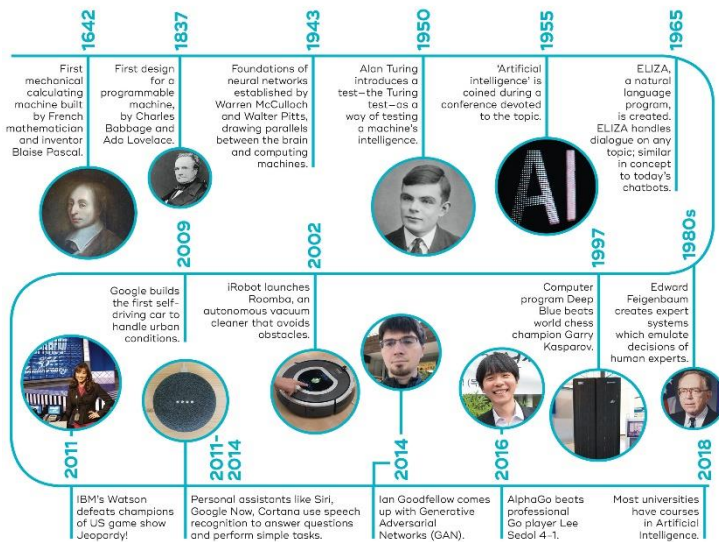 1642
First
mechanical
calculating
machine built
by French
mathematician
and inventor
Blaise Pascal.
1837
First design
for a
programmable
machine,
by Charles
Babbage and
Ada Lovelace.
1943
Foundations of
neural networks
established by
Warren McCulloch
and Walter Pitts,
drawing parallels
between the brain
and computing
machines.
1950
Alan Turing
introduces a
test—the Turing
test—as a
way of testing
a machine's
intelligence.
1955
'Artificial
intelligence' is
coined during a
conference devoted
to the topic.
AI
1965
ELIZA,
a natural
language
program,
is created.
ELIZA handles
dialogue on any
topic; similar
in concept
to today's
chatbots.
1980s
Edward
Feigenbaum
creates expert
systems
which emulate
decisions of
human experts.
1997
Computer
program Deep
Blue beats
world chess
champion Garry
Kasparov.
2002
iRobot launches
Roomba, an
autonomous vacuum
cleaner that avoids
obstacles.
2009
Google builds
the first self-
driving car to
handle urban
conditions.
2011
IBM's Watson
defeats champions
of US game show
Jeopardy!
2011-
2014
Personal assistants like Siri,
Google Now, Cortana use speech
recognition to answer questions
and perform simple tasks.
2014
Ian Goodfellow comes
up with Generative
Adversarial
Networks (GAN).
2016
AlphaGo beats
professional
Go player Lee
Sedol 4–1.
2018
Most universities
have courses
in Artificial
Intelligence.